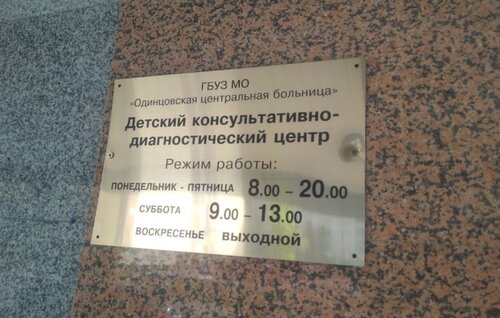 ГБУЗ МО
«Одинцовская центральная больница»
Детский консультативно-
диагностический центр
Режим работы:
ПОНЕДЕЛЬНИК - ПЯТНИЦА 8.00 – 20.00
СУББОТА 9.00 - 13.00
ВОСКРЕСЕНЬЕ ВЫХОДНОЙ